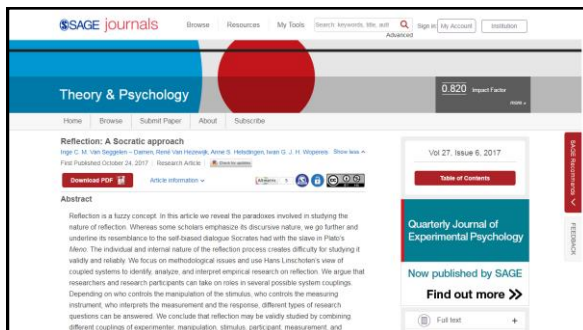 SAGE journals
Browse Resources My Tools Search: keywords, title, auth Sign in My Account Institution
Advanced
Theory & Psychology
0.820 Impact Factor
more »
Home Browse Submit Paper About Subscribe
Reflection: A Socratic approach
Inge C. M. Van Seggelen – Damen, René Van Hezewijk, Anne S. Helsdingen, Iwan G. J. H. Wopereis Show less
First Published October 24, 2017 Research Article Check for updates
Download PDF Article information
Abstract
Reflection is a fuzzy concept. In this article we reveal the paradoxes involved in studying the
nature of reflection. Whereas some scholars emphasize its discursive nature, we go further and
underline its resemblance to the self-biased dialogue Socrates had with the slave in Plato's
Meno. The individual and internal nature of the reflection process creates difficulty for studying it
validly and reliably. We focus on methodological issues and use Hans Linschoten's view of
coupled systems to identify, analyze, and interpret empirical research on reflection. We argue that
researchers and research participants can take on roles in several possible system couplings.
Depending on who controls the manipulation of the stimulus, who controls the measuring
instrument, who interprets the measurement and the response, different types of research
questions can be answered. We conclude that reflection may be validly studied by combining
different couplings of experimenter, manipulation, stimulus, participant, measurement, and
Vol 27, Issue 6, 2017
Table of Contents
Quarterly Journal of
Experimental Psychology
Now published by SAGE
Find out more
Full text +
SAGE Recommends
FEEDBACK